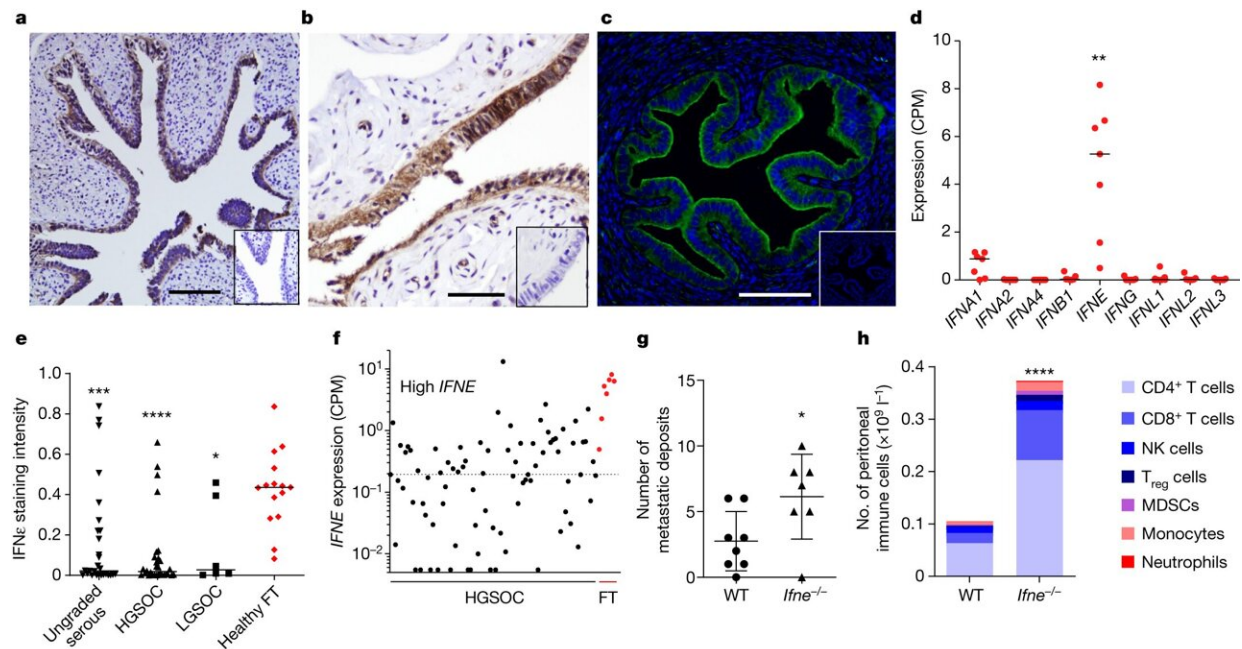 a
b
c
d
Expression (CPM)
10
8
6
4
2
0
**
IFNA1
IFNA2
IFNA4
IFNB1
IFNE
IFNG
IFNL1
IFNL2
IFNL3
e
IFNε staining intensity
1.0
0.8
0.6
0.4
0.2
0
***
****
*
Ungraded
serous
HGSOC
LGSOC
Healthy FT
f
High IFNE
IFNE expression (CPM)
10¹
10⁰
10⁻¹
10⁻²
HGSOC
FT
g
Number of
metastatic deposits
15
10
5
0
*
WT
Ifne⁻/⁻
h
No. of peritoneal
immune cells (×10⁹ l⁻¹)
0.4
0.3
0.2
0.1
0
****
WT
Ifne⁻/⁻
CD4⁺ T cells
CD8⁺ T cells
NK cells
Treg cells
MDSCs
Monocytes
Neutrophils